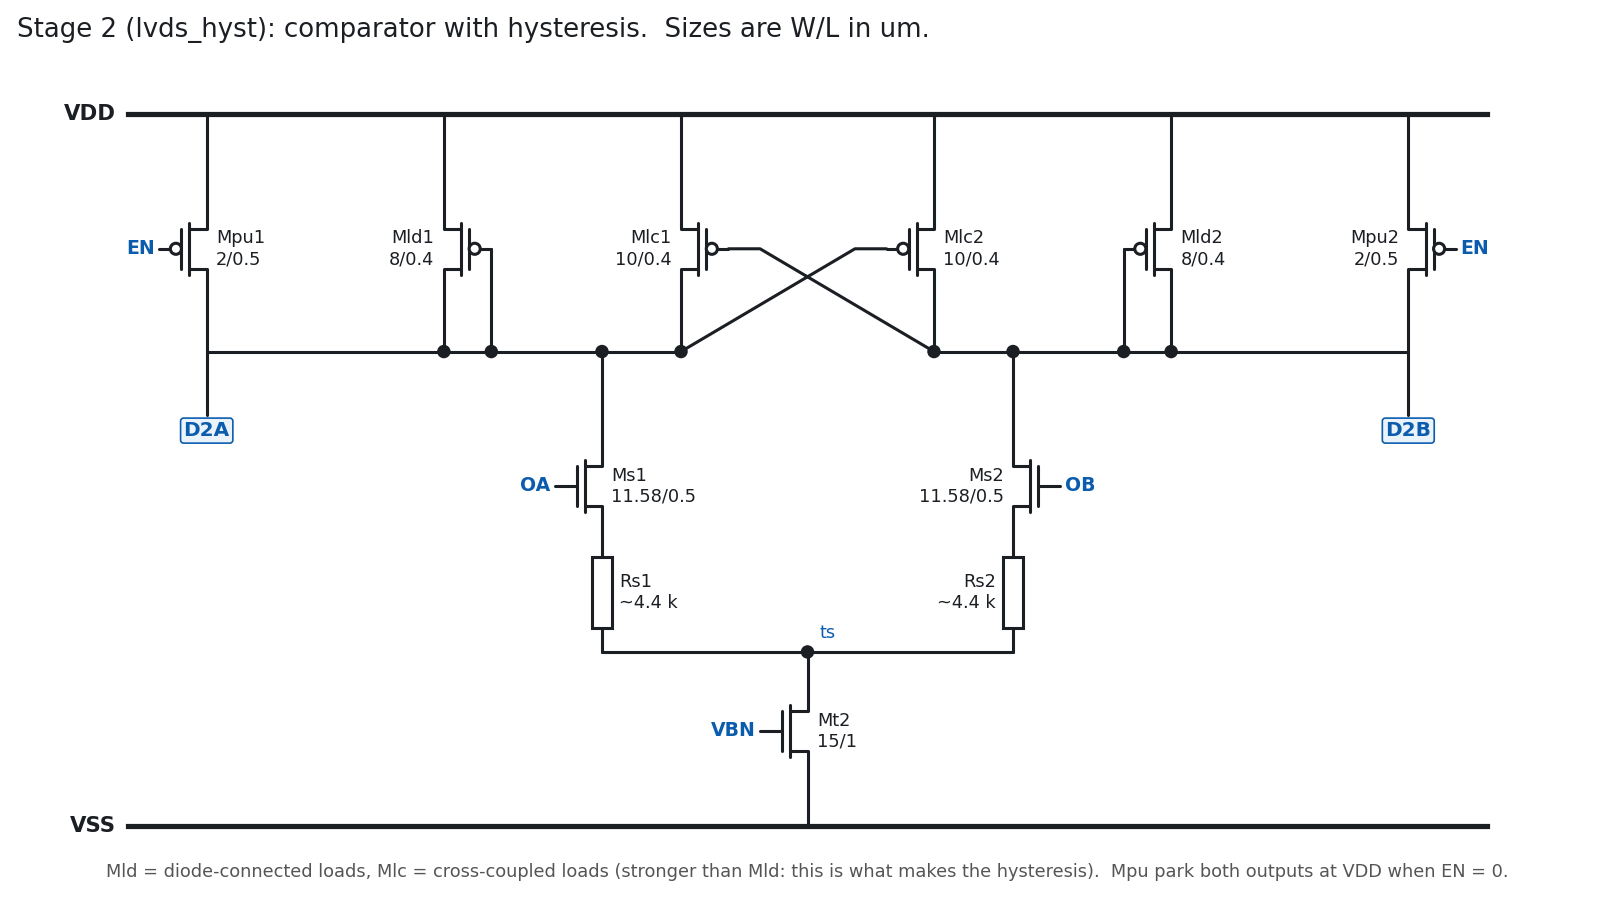 Stage 2 (lvds_hyst): comparator with hysteresis.  Sizes are W/L in um.
VDD
EN
Mpu1
2/0.5
Mld1
8/0.4
Mlc1
10/0.4
Mlc2
10/0.4
Mld2
8/0.4
Mpu2
2/0.5
EN
D2A
D2B
OA
Ms1
11.58/0.5
Ms2
11.58/0.5
OB
Rs1
~4.4 k
Rs2
~4.4 k
ts
VBN
Mt2
15/1
VSS
Mld = diode-connected loads, Mlc = cross-coupled loads (stronger than Mld: this is what makes the hysteresis).  Mpu park both outputs at VDD when EN = 0.